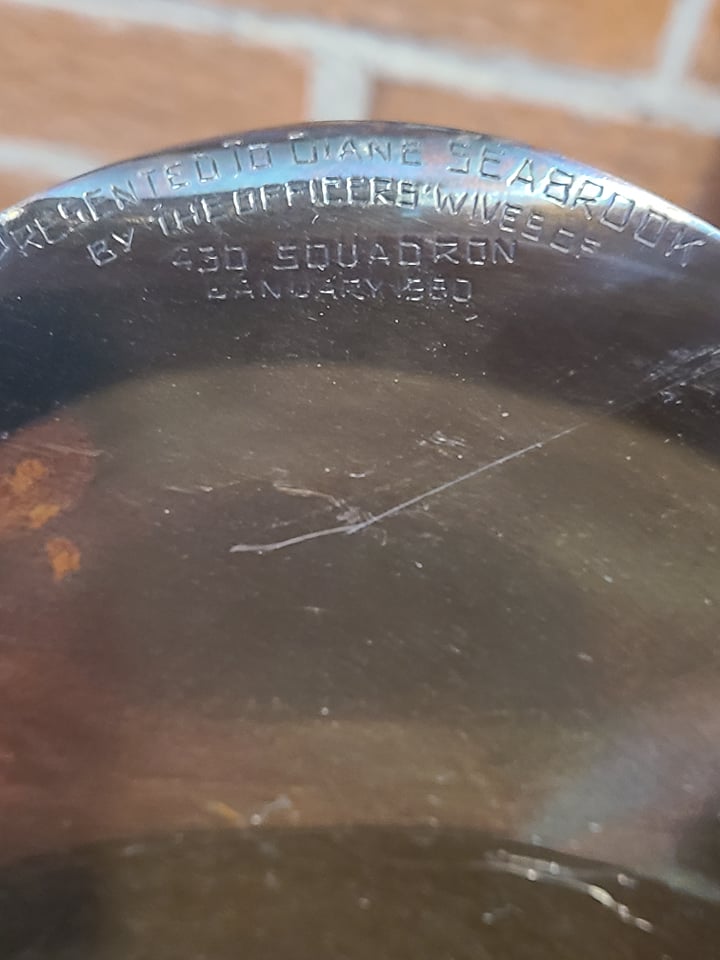 PRESENTED TO DIANE SEABROOK
BY THE OFFICERS' WIVES OF
430 SQUADRON
JANUARY 1980